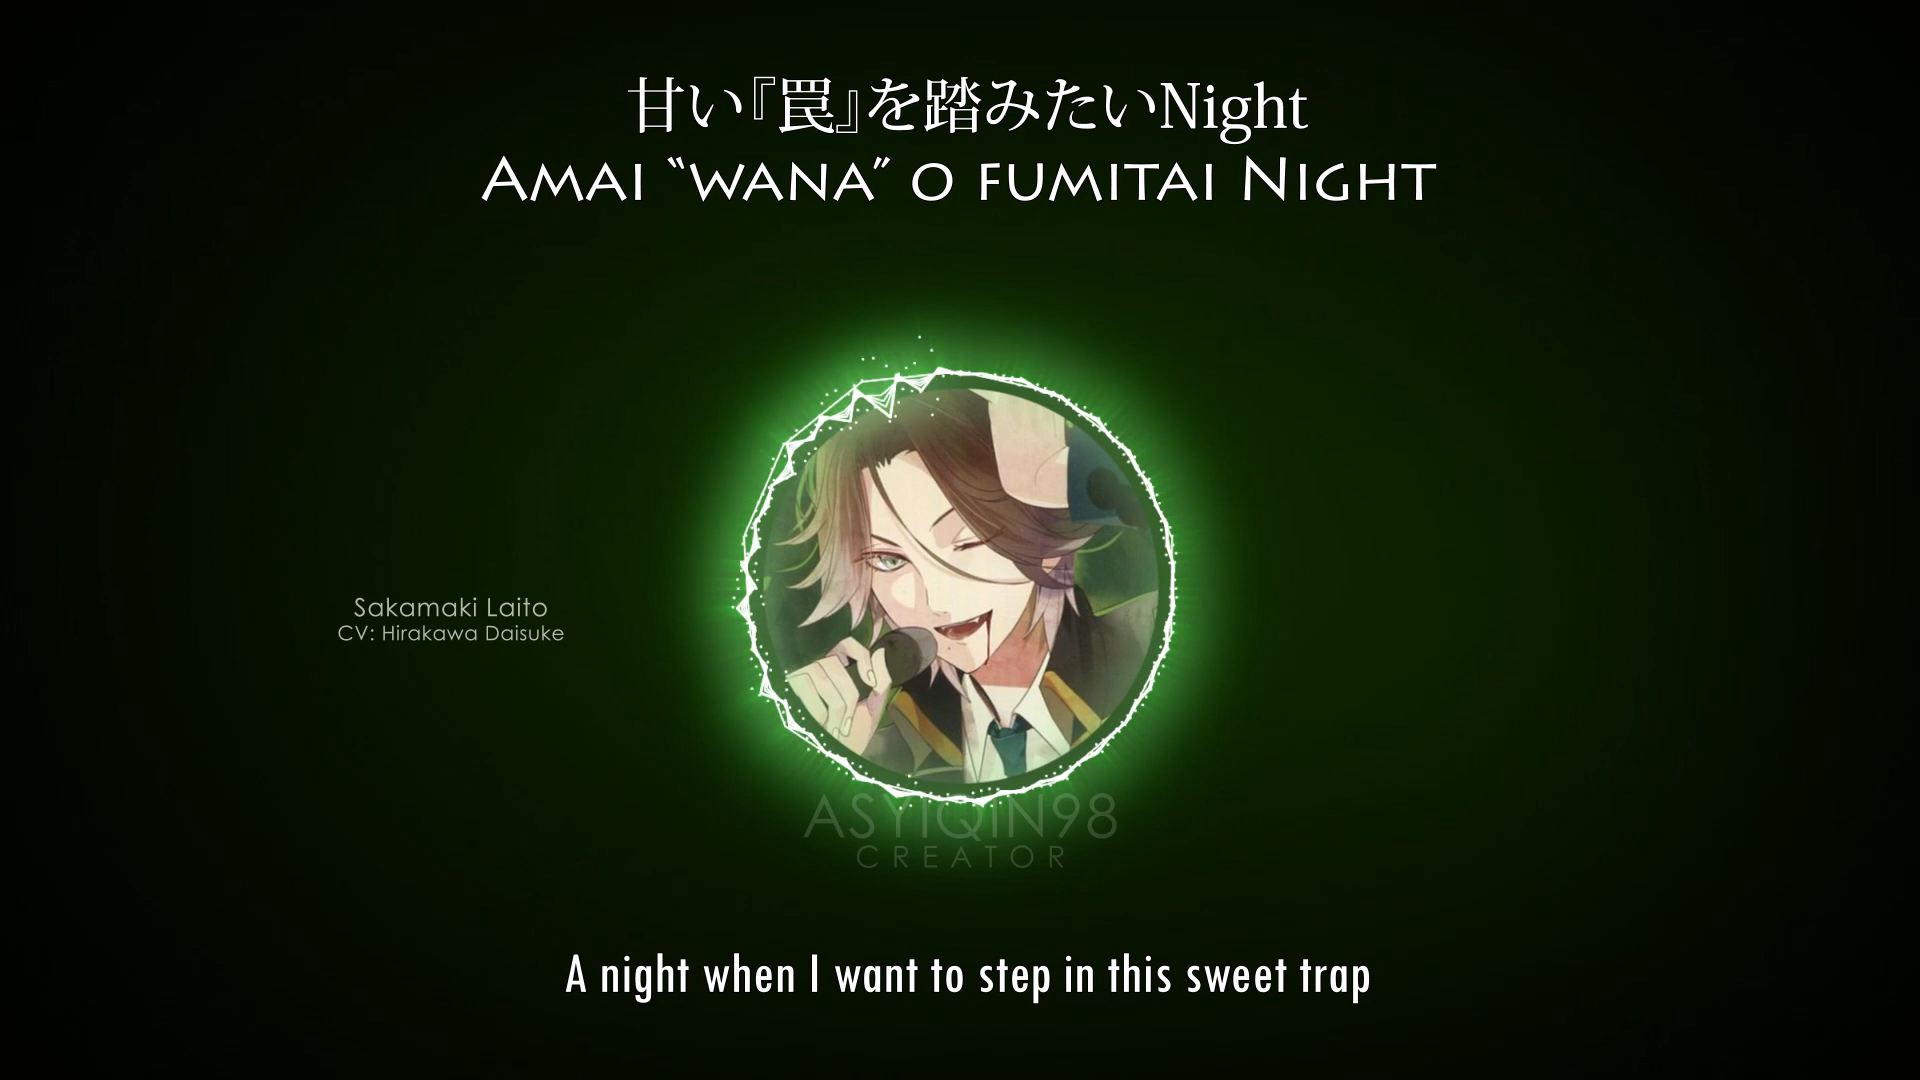 甘い『罠』を踏みたいNight
Amai “wana” o fumitai Night
Sakamaki Laito
CV: Hirakawa Daisuke
ASYIQIN98
CREATOR
A night when I want to step in this sweet trap